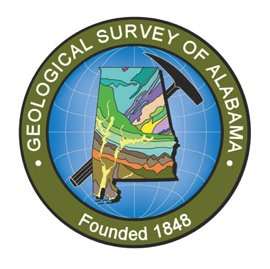 GEOLOGICAL SURVEY OF ALABAMA
Founded 1848